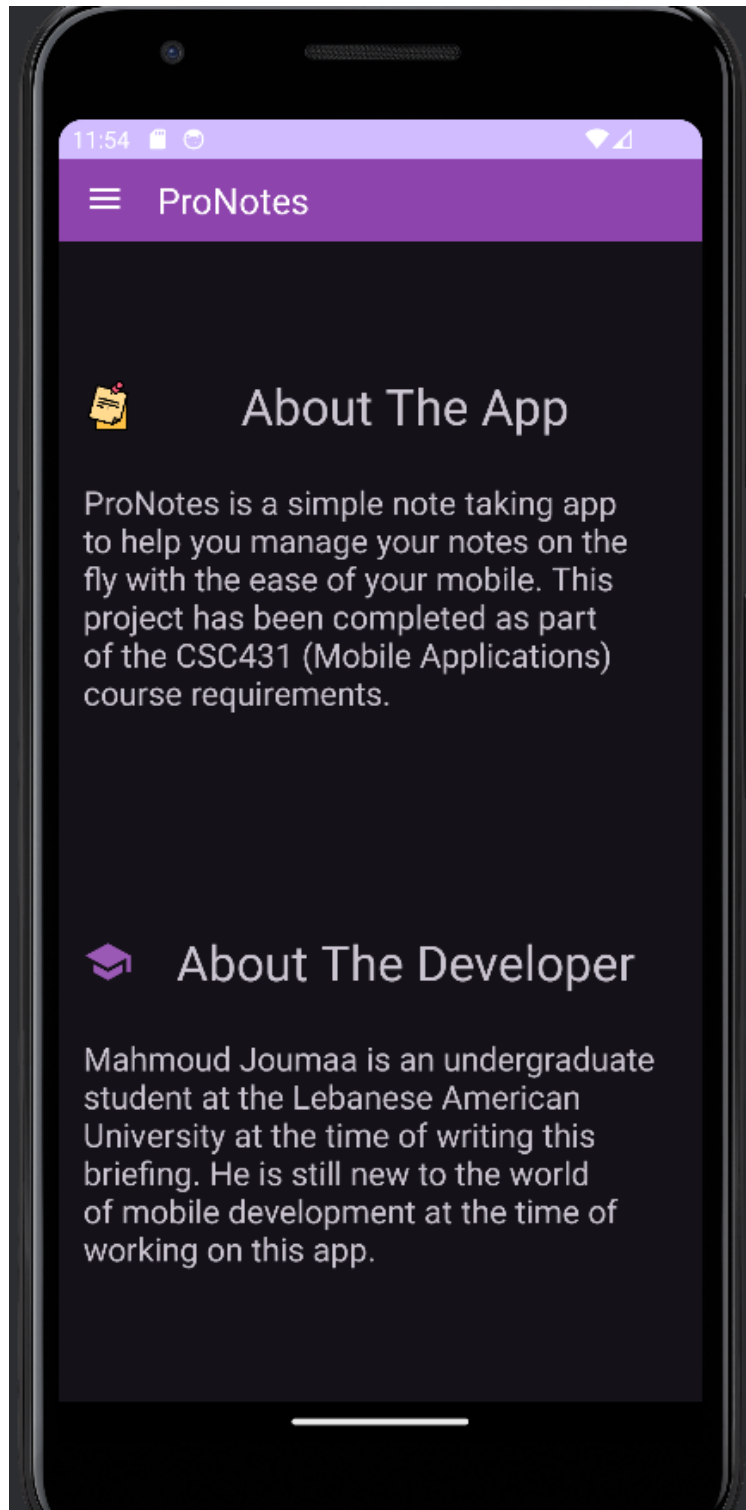 11:54
ProNotes
About The App
ProNotes is a simple note taking app
to help you manage your notes on the
fly with the ease of your mobile. This
project has been completed as part
of the CSC431 (Mobile Applications)
course requirements.
About The Developer
Mahmoud Joumaa is an undergraduate
student at the Lebanese American
University at the time of writing this
briefing. He is still new to the world
of mobile development at the time of
working on this app.